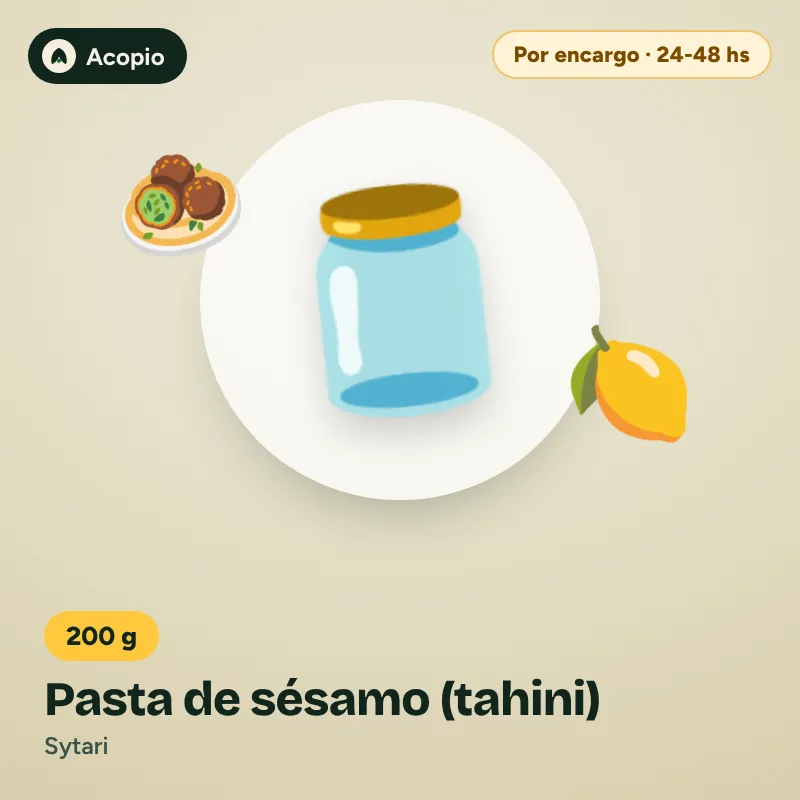 Acopio
Por encargo · 24-48 hs
200 g
Pasta de sésamo (tahini)
Sytari